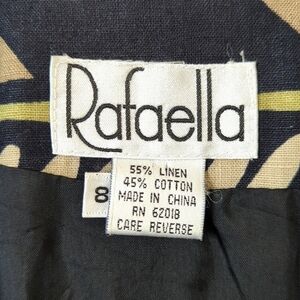 Rafaella
8
55% LINEN
45% COTTON
MADE IN CHINA
RN 62018
CARE REVERSE